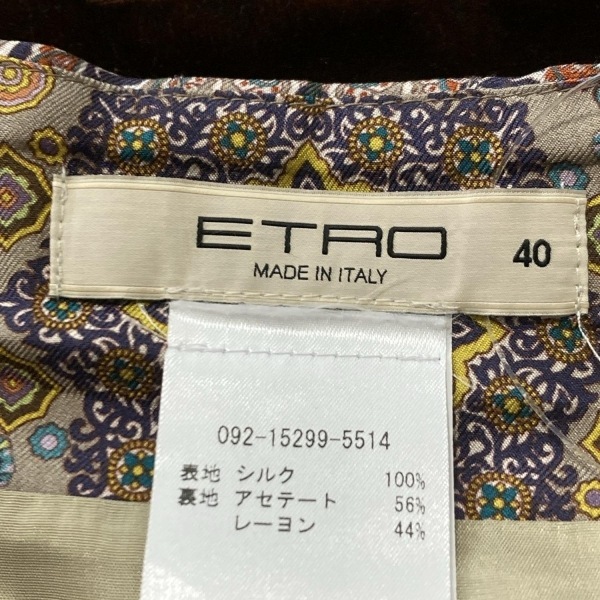 ETRO 40
MADE IN ITALY
092-15299-5514
表地 シルク 100%
裏地 アセテート 56%
レーヨン 44%